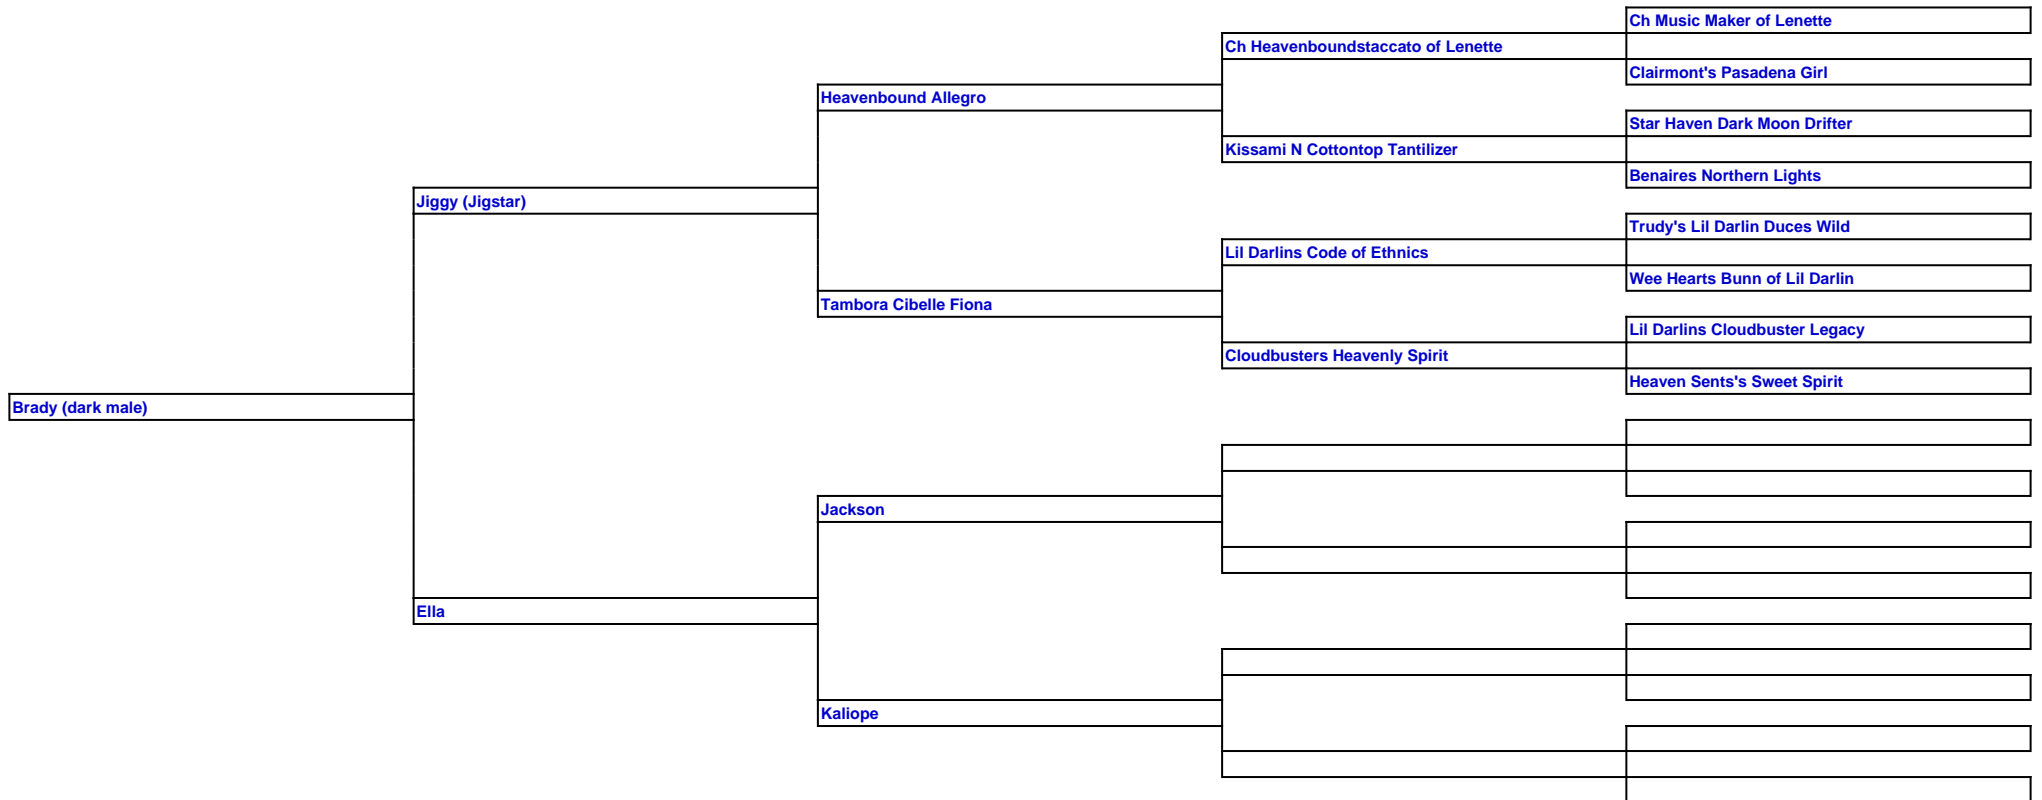 Ch Music Maker of Lenette
Ch Heavenboundstaccato of Lenette
Clairmont's Pasadena Girl
Heavenbound Allegro
Star Haven Dark Moon Drifter
Kissami N Cottontop Tantilizer
Benaires Northern Lights
Jiggy (Jigstar)
Trudy's Lil Darlin Duces Wild
Lil Darlins Code of Ethnics
Wee Hearts Bunn of Lil Darlin
Tambora Cibelle Fiona
Lil Darlins Cloudbuster Legacy
Cloudbusters Heavenly Spirit
Heaven Sents's Sweet Spirit
Brady (dark male)
Jackson
Ella
Kaliope